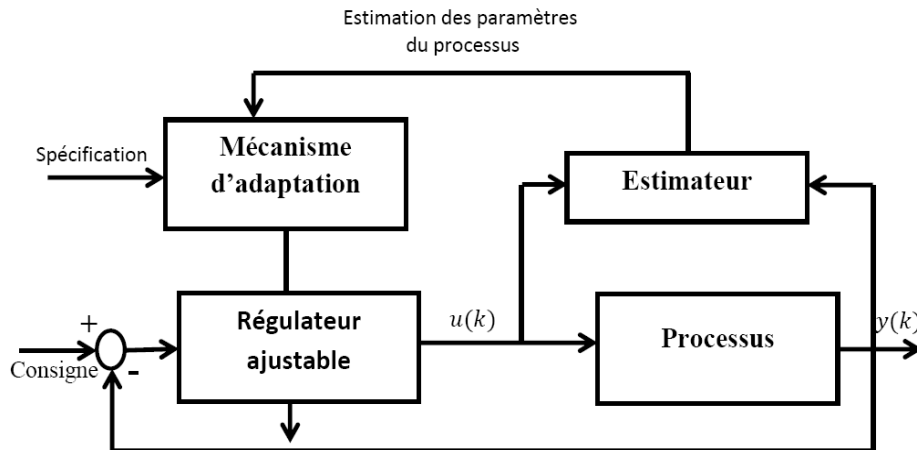 Estimation des paramètres
du processus
Mécanisme
d'adaptation
Spécification
Estimateur
Régulateur
ajustable
u(k)
Processus
y(k)
+
Consigne
-